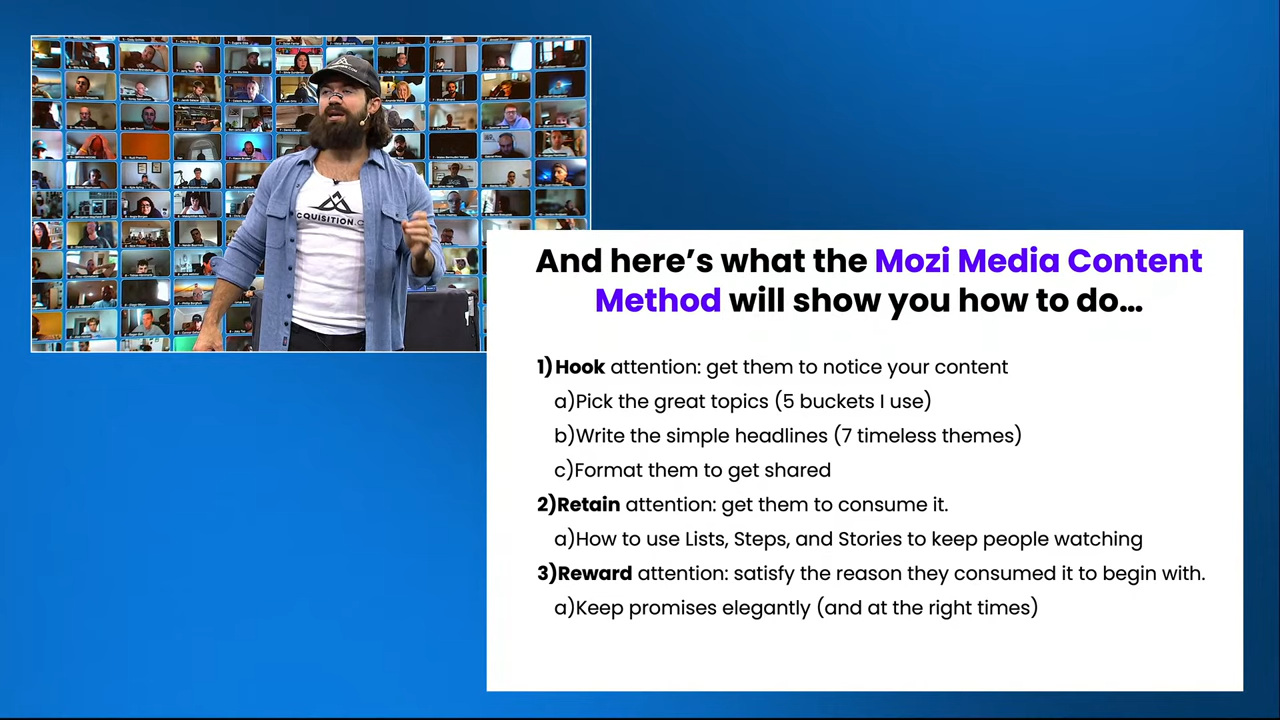 And here's what the Mozi Media Content
Method will show you how to do...
1) Hook attention: get them to notice your content
a)Pick the great topics (5 buckets I use)
b)Write the simple headlines (7 timeless themes)
c)Format them to get shared
2)Retain attention: get them to consume it.
a)How to use Lists, Steps, and Stories to keep people watching
3)Reward attention: satisfy the reason they consumed it to begin with.
a)Keep promises elegantly (and at the right times)
CQUISITION.C